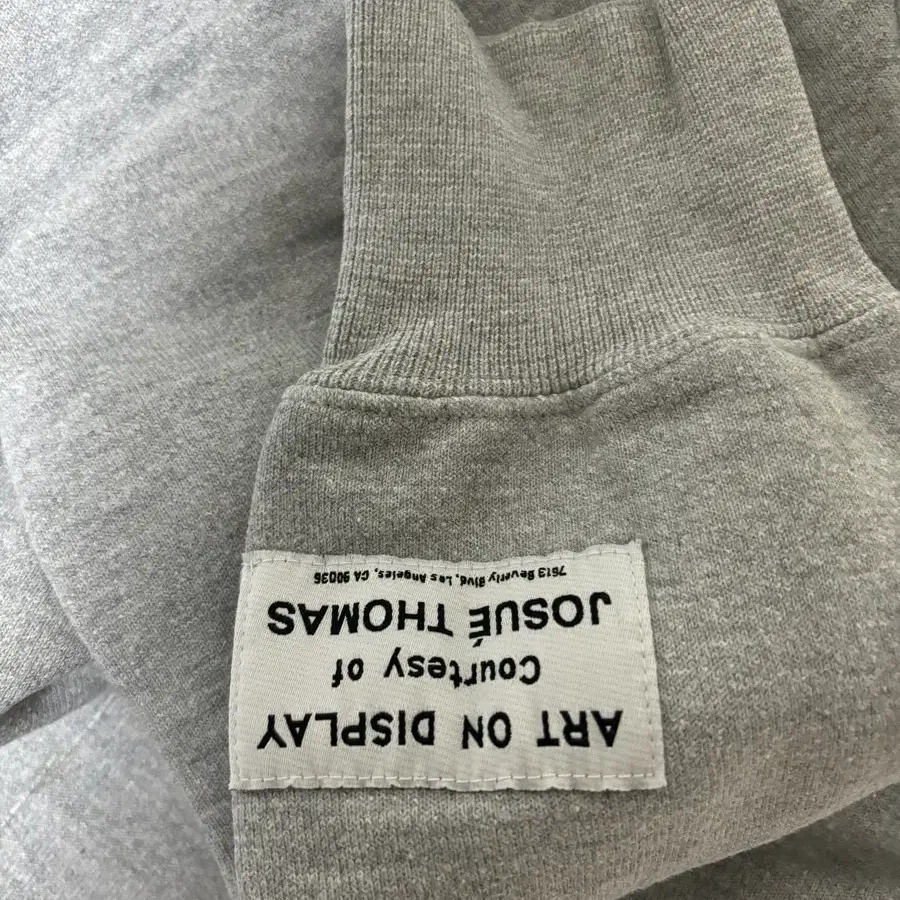 ART ON DISPLAY
Courtesy of
JOSUÉ THOMAS
7613 Beverly Blvd, Los Angeles, CA 90036